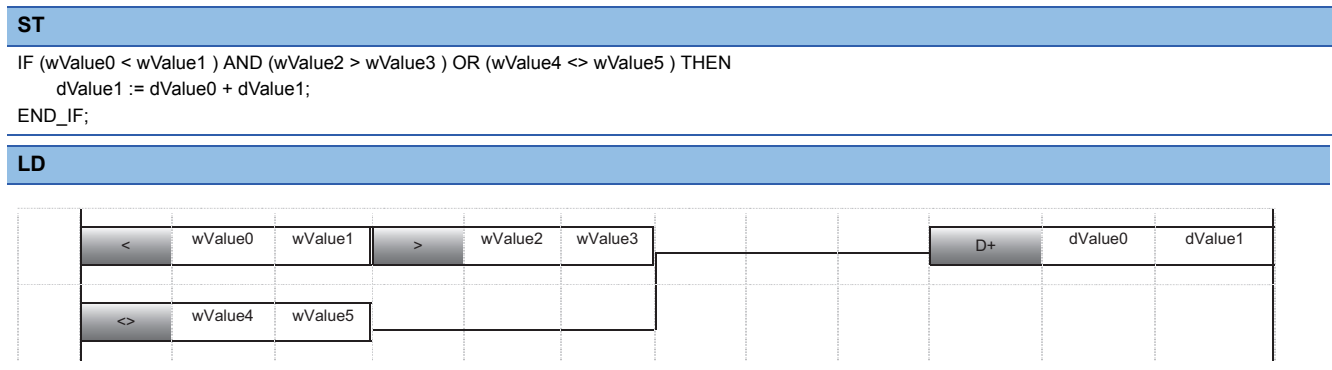 ST
IF (wValue0 < wValue1 ) AND (wValue2 > wValue3 ) OR (wValue4 <> wValue5 ) THEN
dValue1 := dValue0 + dValue1;
END_IF;
LD
< wValue0 wValue1 > wValue2 wValue3 D+ dValue0 dValue1
<> wValue4 wValue5